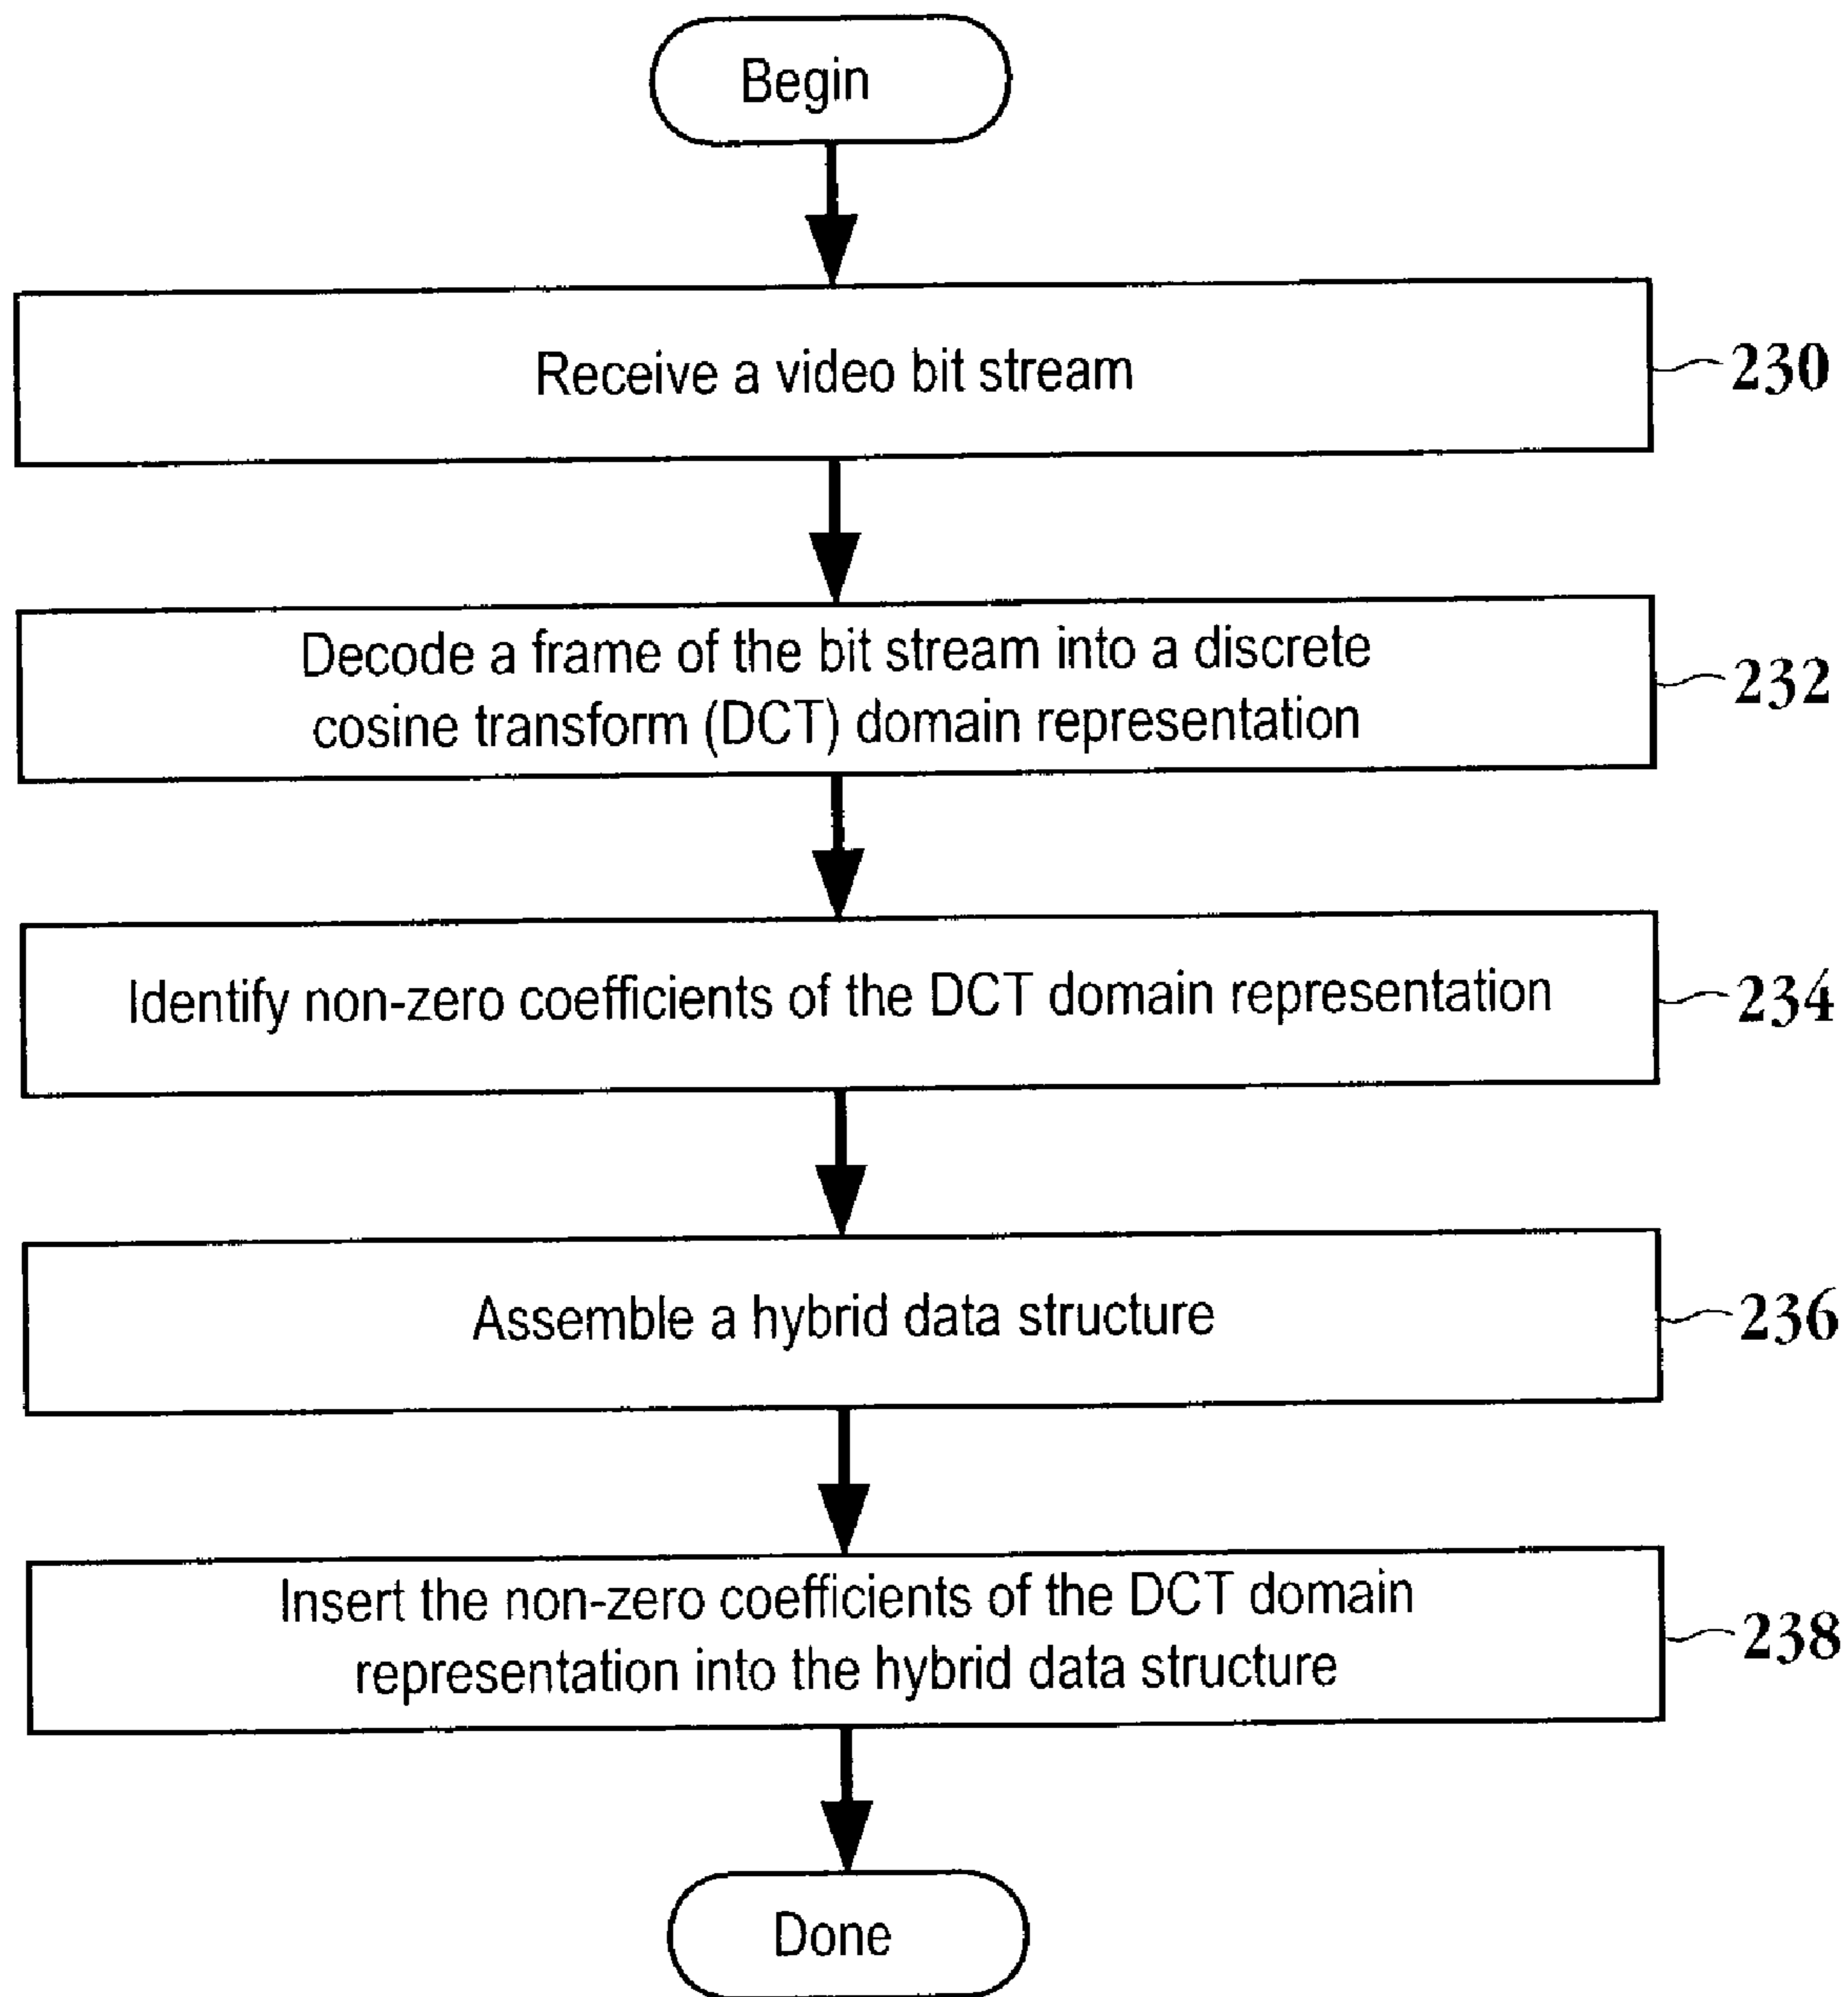 Begin
Receive a video bit stream
230
Decode a frame of the bit stream into a discrete
cosine transform (DCT) domain representation
232
Identify non-zero coefficients of the DCT domain representation
234
Assemble a hybrid data structure
236
Insert the non-zero coefficients of the DCT domain
representation into the hybrid data structure
238
Done